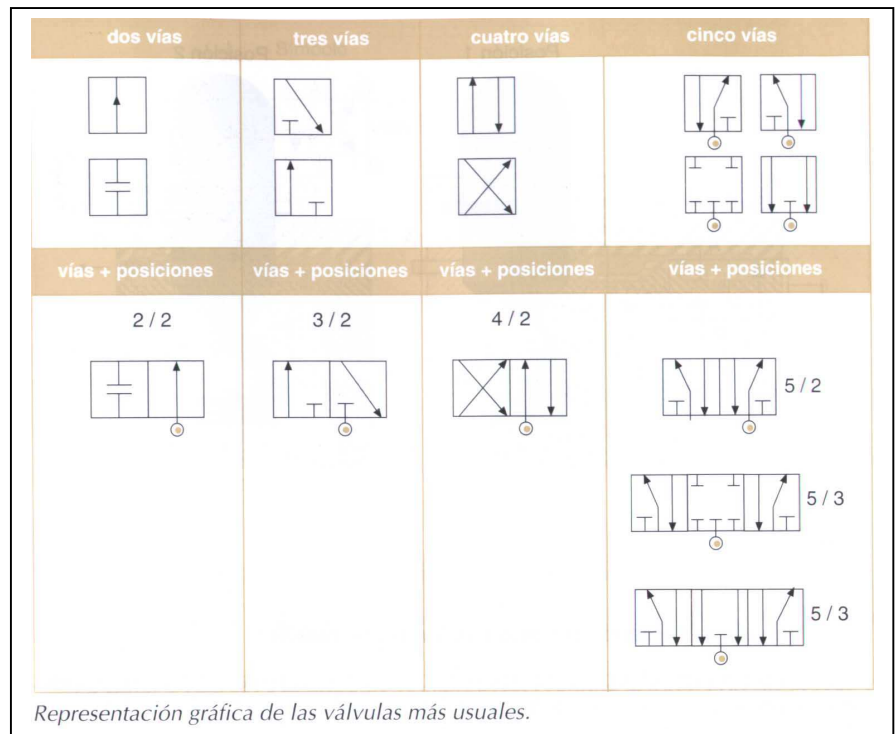 dos vías tres vías cuatro vías cinco vías
vías + posiciones vías + posiciones vías + posiciones vías + posiciones
2 / 2 3 / 2 4 / 2
5 / 2
5 / 3
5 / 3
Representación gráfica de las válvulas más usuales.